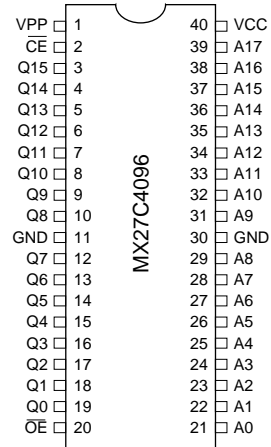 VPP 1 40 VCC
C̅E̅ 2 39 A17
Q15 3 38 A16
Q14 4 37 A15
Q13 5 36 A14
Q12 6 35 A13
Q11 7 34 A12
Q10 8 33 A11
Q9 9 32 A10
Q8 10 31 A9
GND 11 30 GND
Q7 12 29 A8
Q6 13 28 A7
Q5 14 27 A6
Q4 15 26 A5
Q3 16 25 A4
Q2 17 24 A3
Q1 18 23 A2
Q0 19 22 A1
O̅E̅ 20 21 A0
MX27C4096